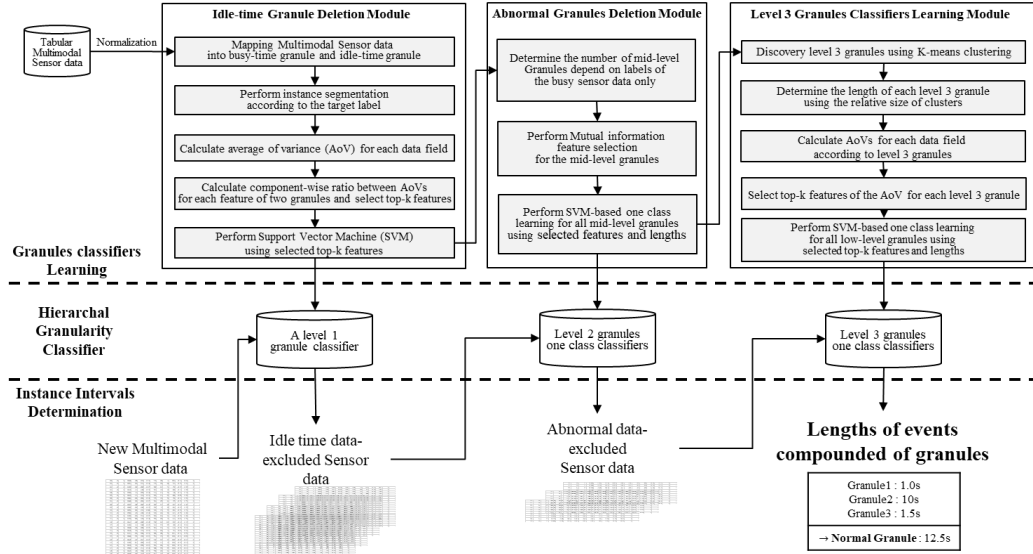 Tabular
Multimodal
Sensor data
Normalization
Idle-time Granule Deletion Module
Mapping Multimodal Sensor data
into busy-time granule and idle-time granule
Perform instance segmentation
according to the target label
Calculate average of variance (AoV) for each data field
Calculate component-wise ratio between AoVs
for each feature of two granules and select top-k features
Perform Support Vector Machine (SVM)
using selected top-k features
Abnormal Granules Deletion Module
Determine the number of mid-level
Granules depend on labels of
the busy sensor data only
Perform Mutual information
feature selection
for the mid-level granules
Perform SVM-based one class
learning for all mid-level granules
using selected features and lengths
Level 3 Granules Classifiers Learning Module
Discovery level 3 granules using K-means clustering
Determine the length of each level 3 granule
using the relative size of clusters
Calculate AoVs for each data field
according to level 3 granules
Select top-k features of the AoV for each level 3 granule
Perform SVM-based one class learning
for all low-level granules using
selected top-k features and lengths
Granules classifiers
Learning
Hierarchal
Granularity
Classifier
A level 1
granule classifier
Level 2 granules
one class classifiers
Level 3 granules
one class classifiers
Instance Intervals
Determination
New Multimodal
Sensor data
Idle time data-
excluded Sensor
data
Abnormal data-
excluded
Sensor data
Lengths of events
compounded of granules
Granule1 : 1.0s
Granule2 : 10s
Granule3 : 1.5s
→ Normal Granule : 12.5s